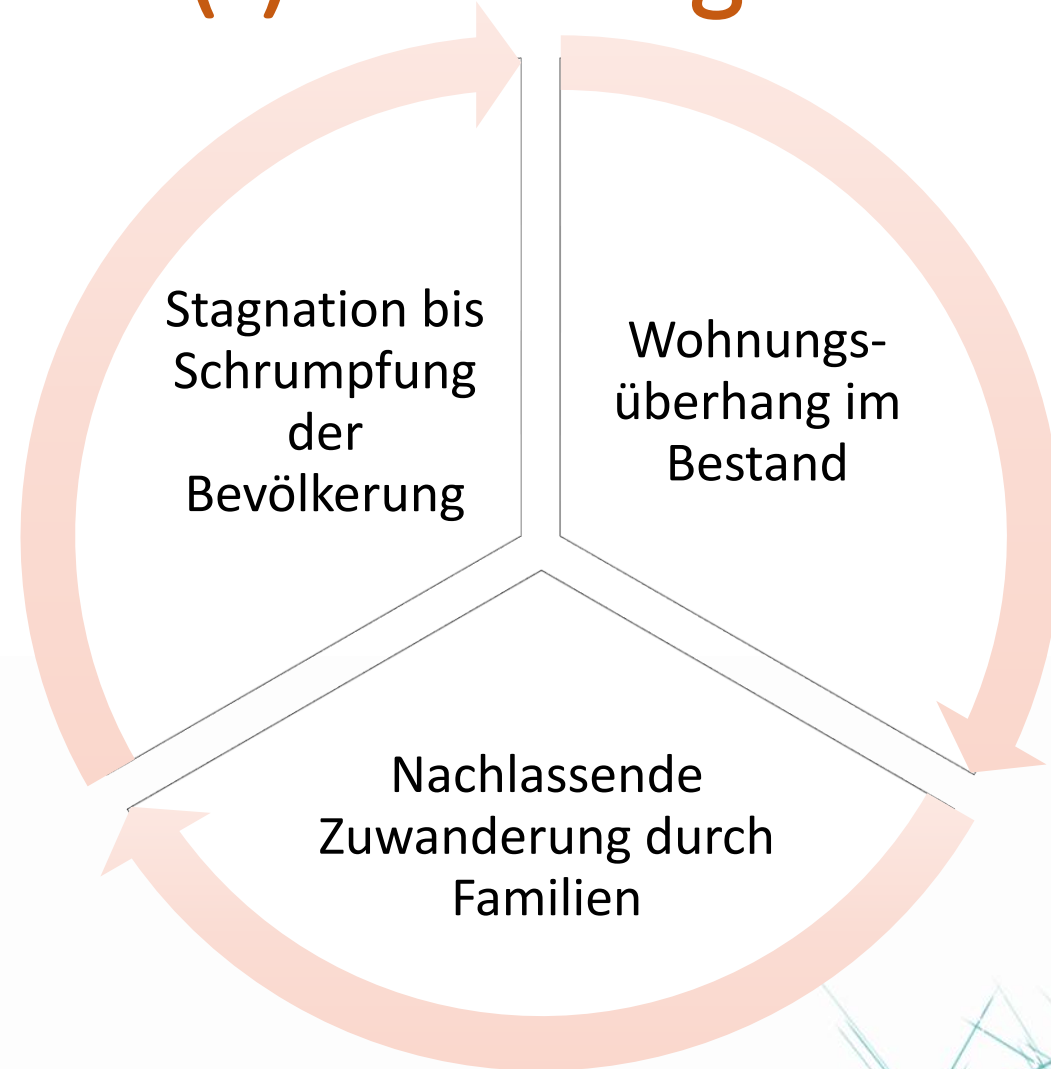 Stagnation bis
Schrumpfung
der
Bevölkerung
Wohnungs-
überhang im
Bestand
Nachlassende
Zuwanderung durch
Familien